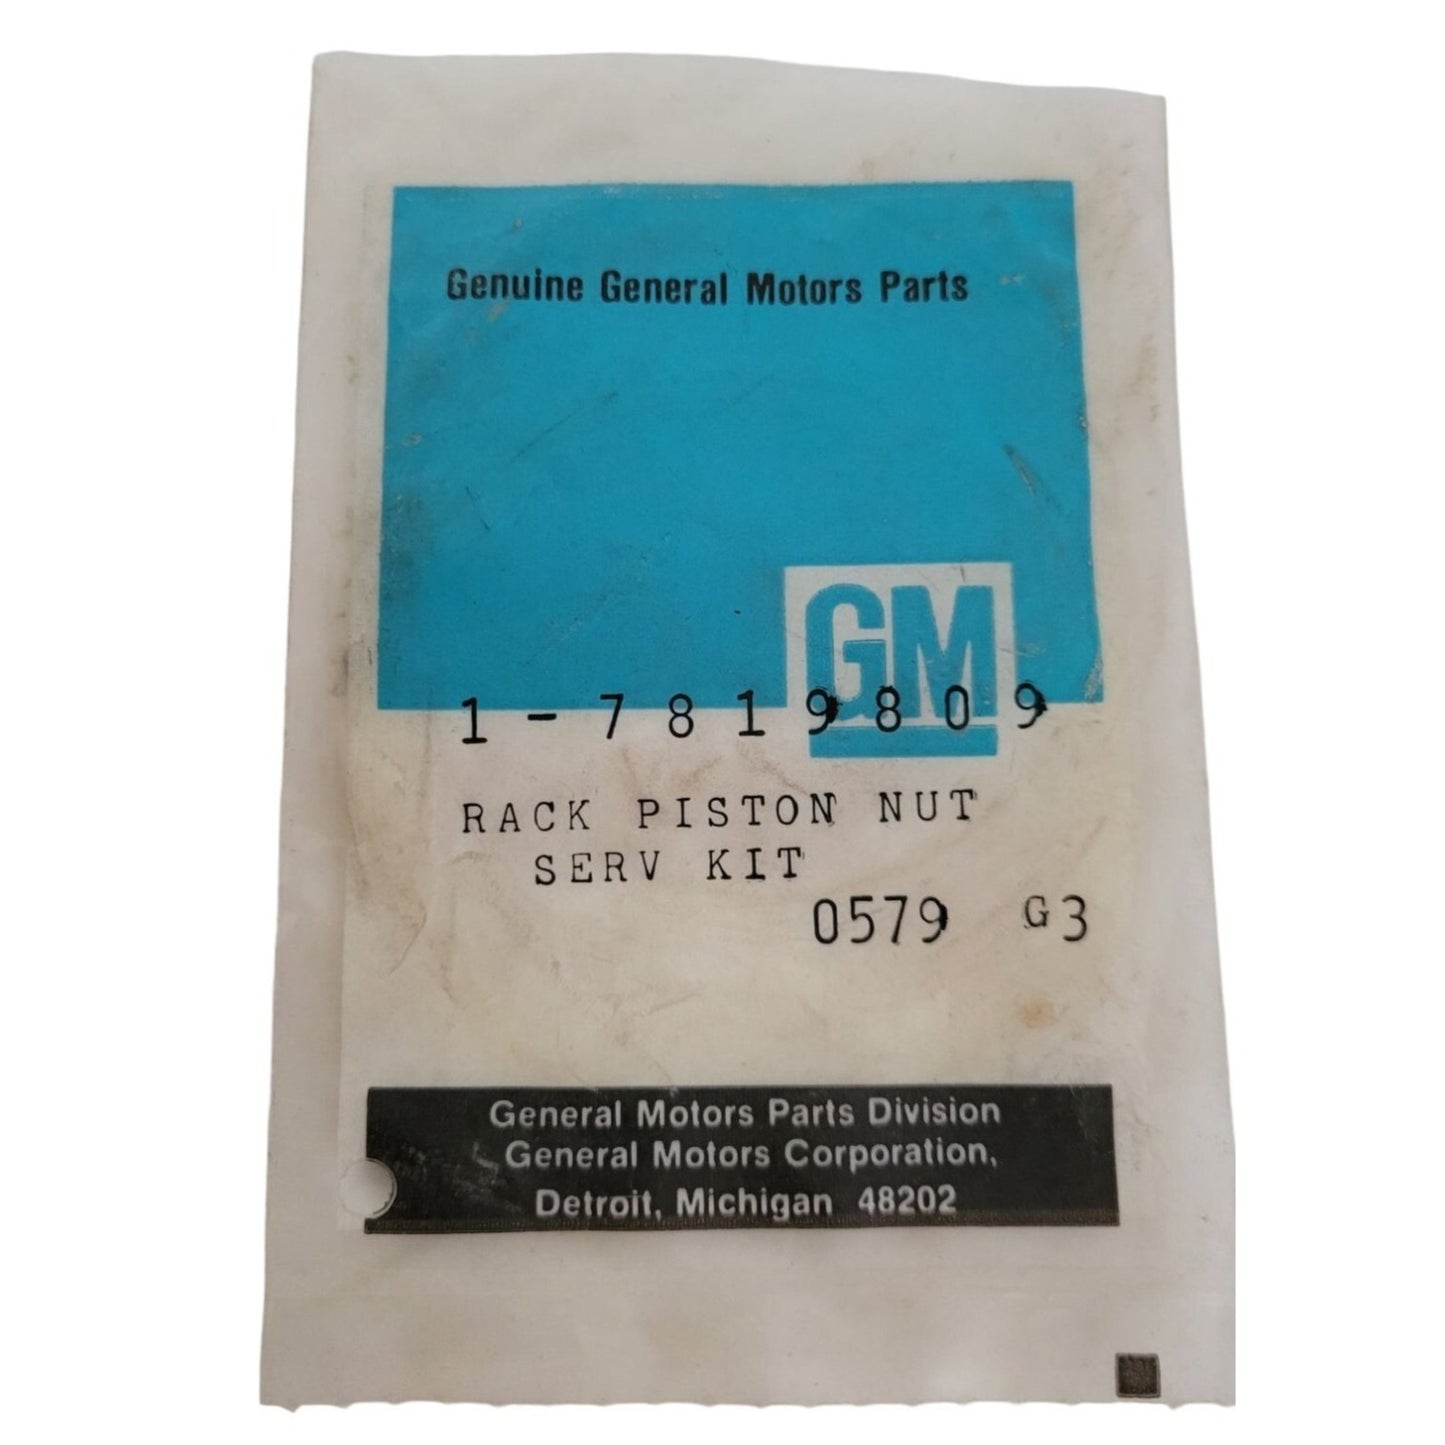 Genuine General Motors Parts
GM
1-7819809
RACK PISTON NUT
SERV KIT
0579 G3
General Motors Parts Division
General Motors Corporation,
Detroit, Michigan 48202